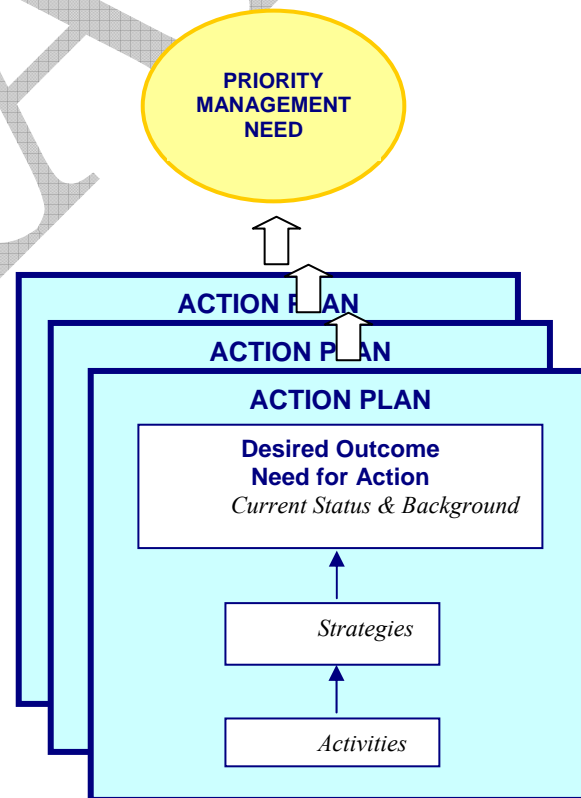 PRIORITY
MANAGEMENT
NEED
ACTION PLAN
ACTION PLAN
ACTION PLAN
Desired Outcome
Need for Action
Current Status & Background
Strategies
Activities